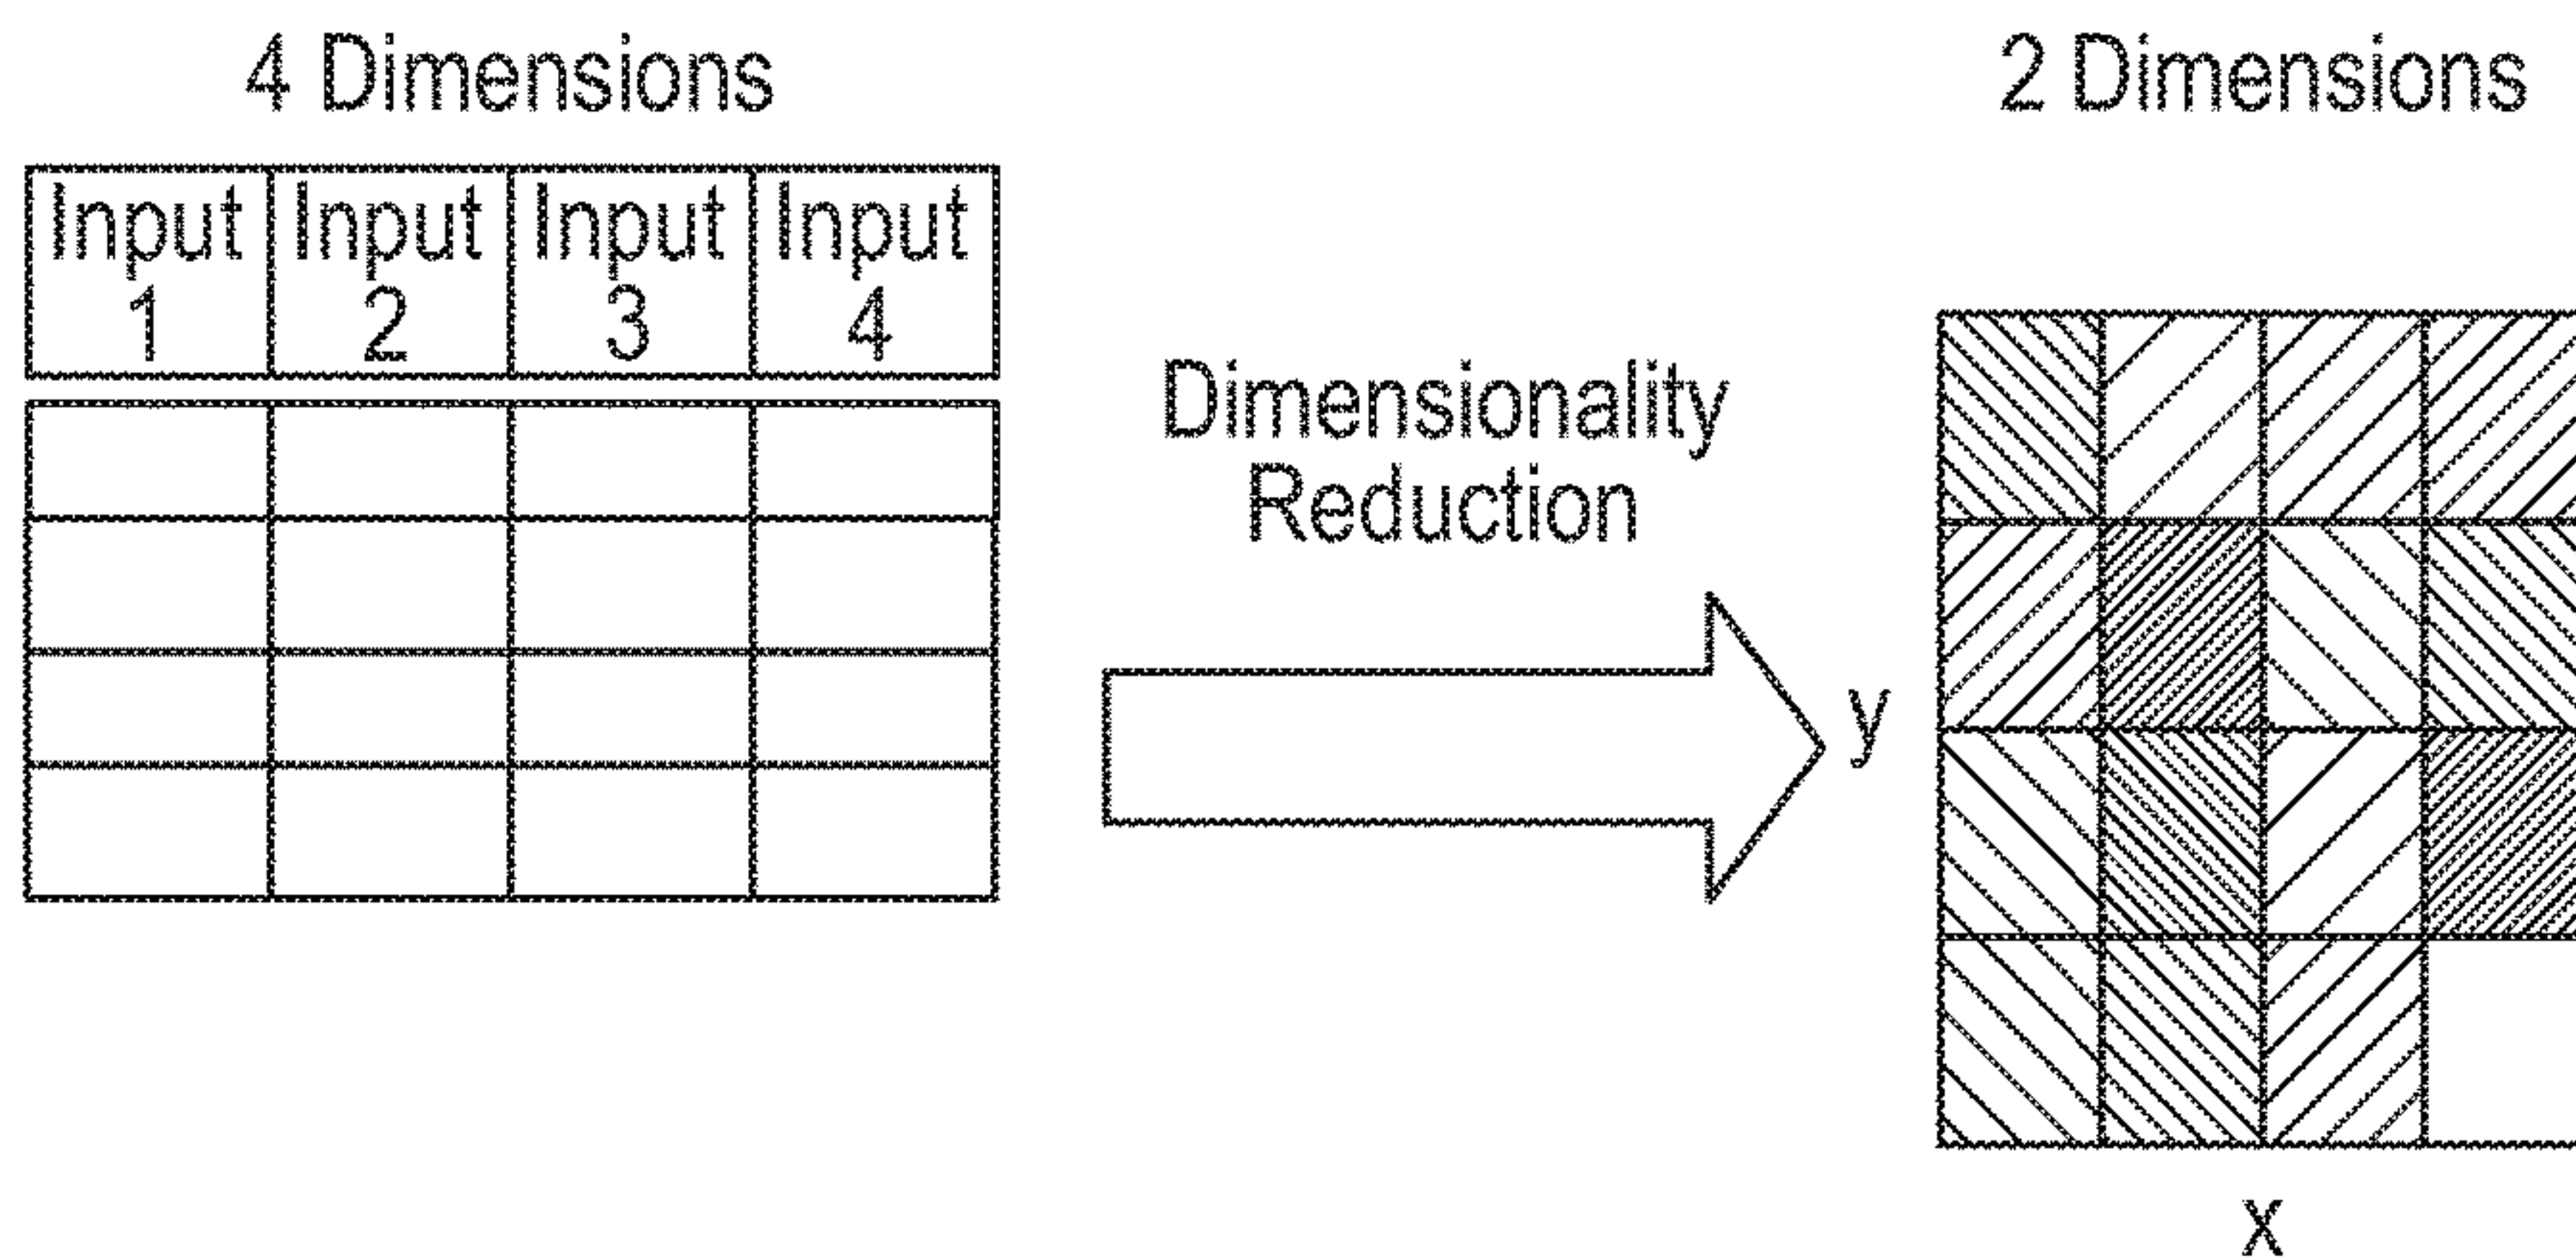 4 Dimensions
Input Input Input Input
1 2 3 4
Dimensionality
Reduction
2 Dimensions
y
x